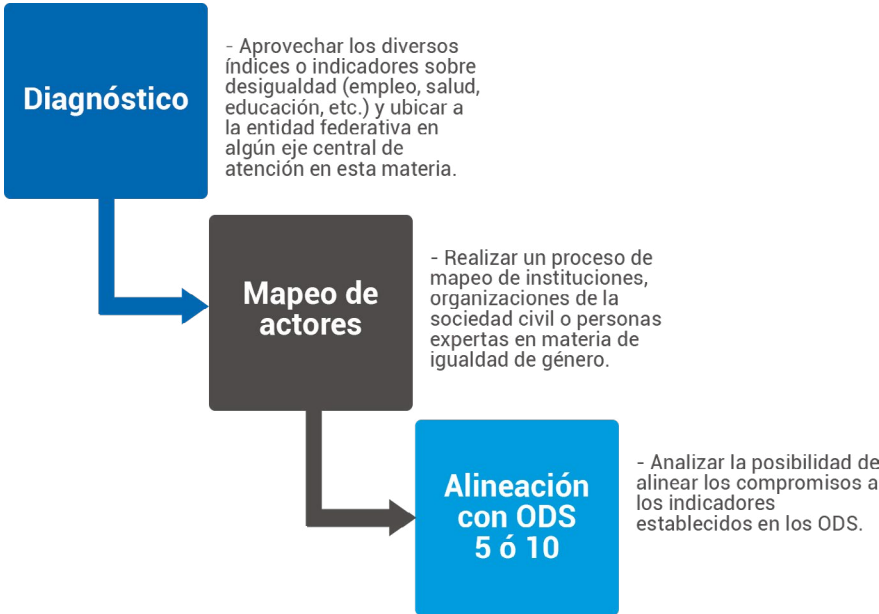 Diagnóstico
- Aprovechar los diversos
índices o indicadores sobre
desigualdad (empleo, salud,
educación, etc.) y ubicar a
la entidad federativa en
algún eje central de
atención en esta materia.
Mapeo de
actores
- Realizar un proceso de
mapeo de instituciones,
organizaciones de la
sociedad civil o personas
expertas en materia de
igualdad de género.
Alineación
con ODS
5 ó 10
- Analizar la posibilidad de
alinear los compromisos a
los indicadores
establecidos en los ODS.